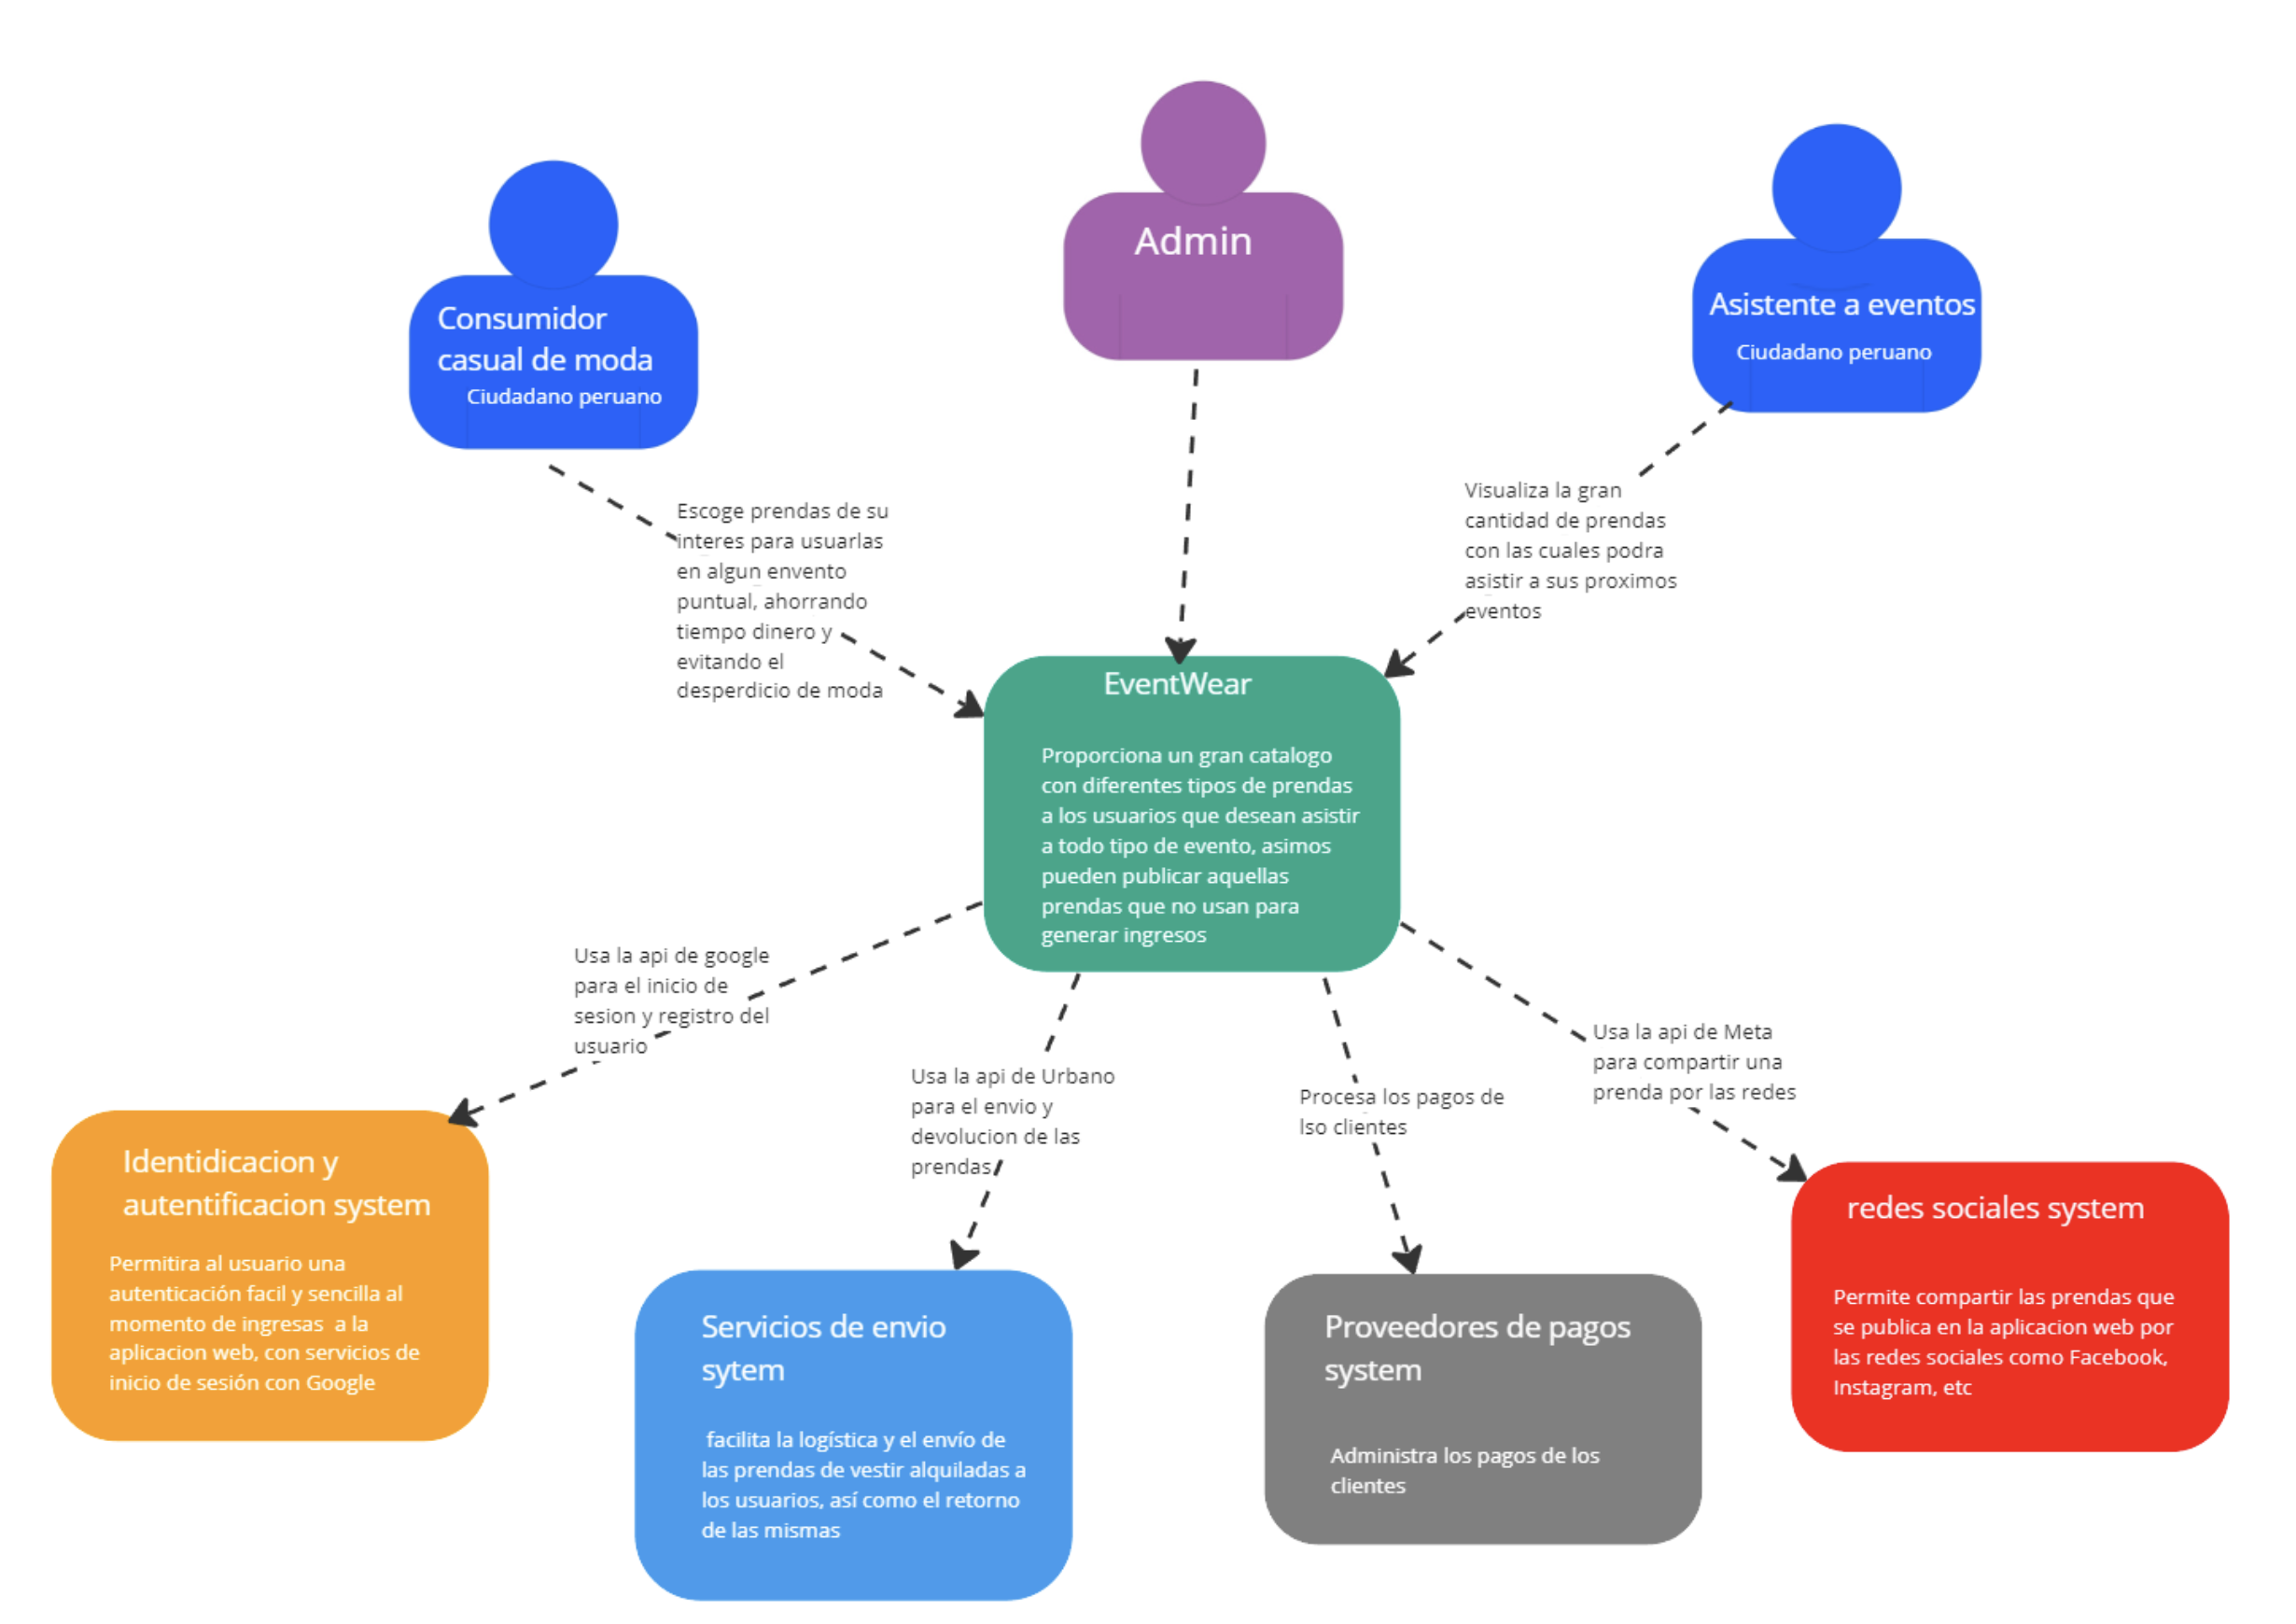 Admin
Consumidor
casual de moda
Ciudadano peruano
Asistente a eventos
Ciudadano peruano
Escoge prendas de su
interes para usuarlas
en algun envento
puntual, ahorrando
tiempo dinero y
evitando el
desperdicio de moda
Visualiza la gran
cantidad de prendas
con las cuales podra
asistir a sus proximos
eventos
EventWear
Proporciona un gran catalogo
con diferentes tipos de prendas
a los usuarios que desean asistir
a todo tipo de evento, asimos
pueden publicar aquellas
prendas que no usan para
generar ingresos
Usa la api de google
para el inicio de
sesion y registro del
usuario
Usa la api de Urbano
para el envio y
devolucion de las
prendas
Procesa los pagos de
lso clientes
Usa la api de Meta
para compartir una
prenda por las redes
Identidicacion y
autentificacion system
Permitira al usuario una
autenticación facil y sencilla al
momento de ingresas  a la
aplicacion web, con servicios de
inicio de sesión con Google
Servicios de envio
sytem
facilita la logística y el envío de
las prendas de vestir alquiladas a
los usuarios, así como el retorno
de las mismas
Proveedores de pagos
system
Administra los pagos de los
clientes
redes sociales system
Permite compartir las prendas que
se publica en la aplicacion web por
las redes sociales como Facebook,
Instagram, etc